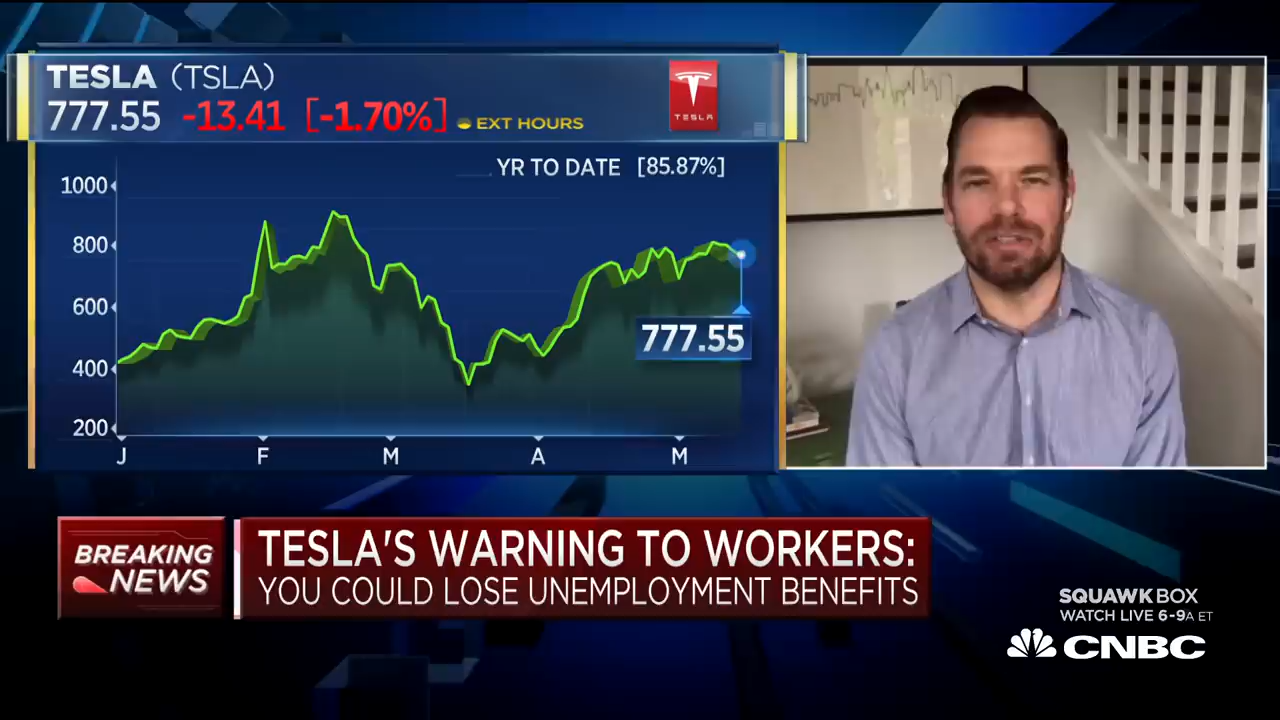 TESLA (TSLA)
777.55 -13.41 [-1.70%] EXT HOURS
TESLA
YR TO DATE [85.87%]
1000
800
600
400
200
777.55
J F M A M
BREAKING
NEWS
TESLA'S WARNING TO WORKERS:
YOU COULD LOSE UNEMPLOYMENT BENEFITS
SQUAWK BOX
WATCH LIVE 6-9A ET
CNBC